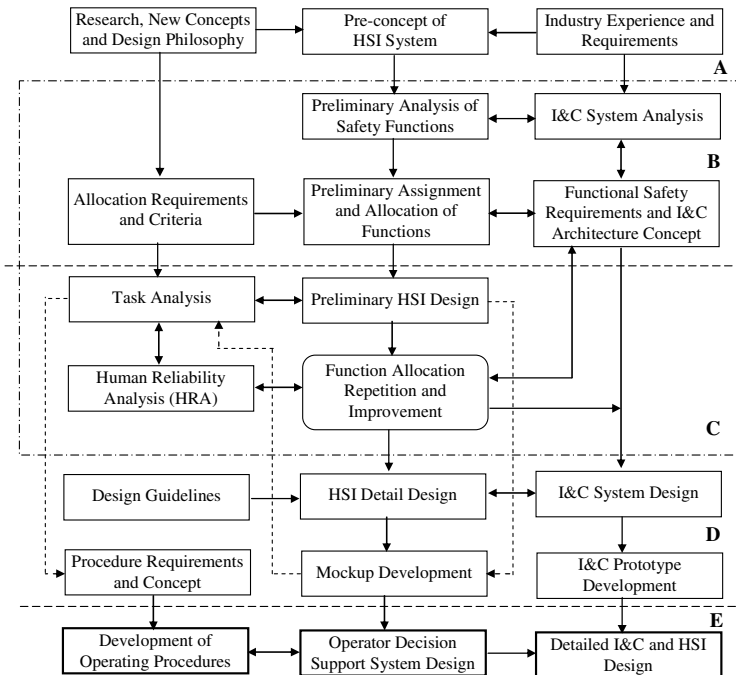 Research, New Concepts
and Design Philosophy
Pre-concept of
HSI System
Industry Experience and
Requirements
A
Preliminary Analysis of
Safety Functions
I&C System Analysis
B
Allocation Requirements
and Criteria
Preliminary Assignment
and Allocation of
Functions
Functional Safety
Requirements and I&C
Architecture Concept
Task Analysis
Preliminary HSI Design
Human Reliability
Analysis (HRA)
Function Allocation
Repetition and
Improvement
C
Design Guidelines
HSI Detail Design
I&C System Design
D
Procedure Requirements
and Concept
Mockup Development
I&C Prototype
Development
E
Development of
Operating Procedures
Operator Decision
Support System Design
Detailed I&C and HSI
Design